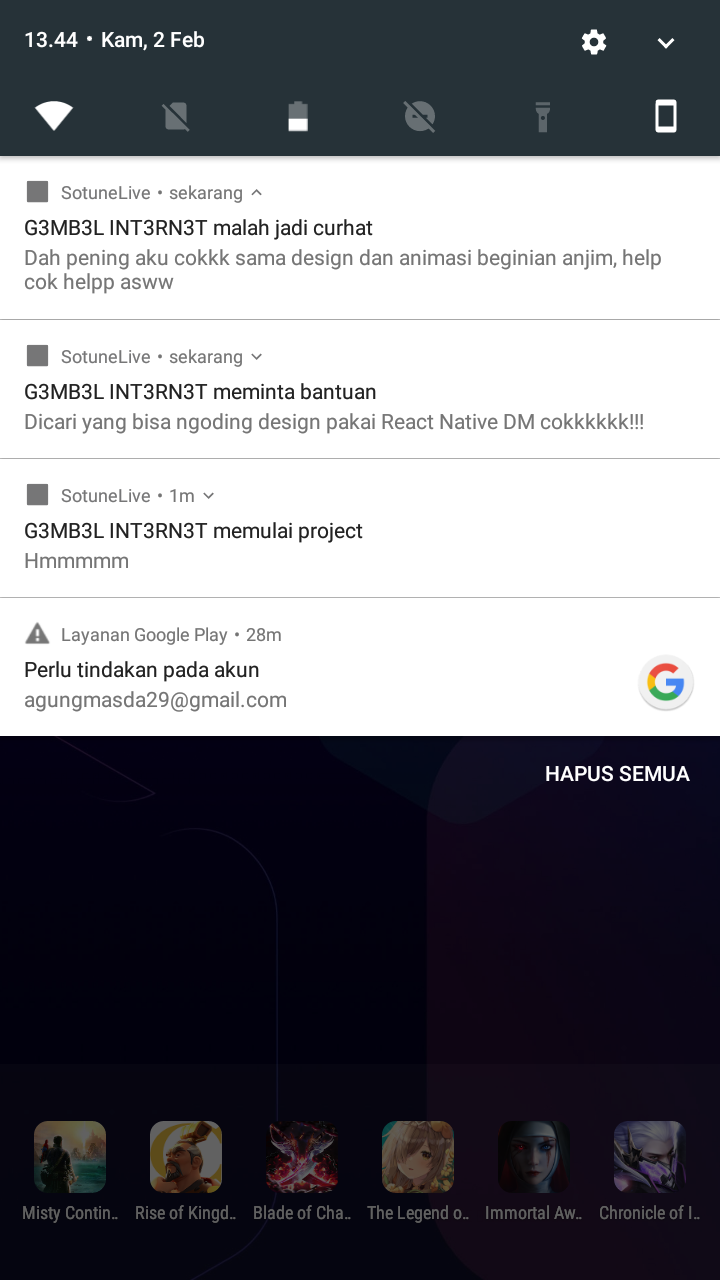 13.44 • Kam, 2 Feb
SotuneLive • sekarang
G3MB3L INT3RN3T malah jadi curhat
Dah pening aku cokkk sama design dan animasi beginian anjim, help
cok helpp asww
SotuneLive • sekarang
G3MB3L INT3RN3T meminta bantuan
Dicari yang bisa ngoding design pakai React Native DM cokkkkkk!!!
SotuneLive • 1m
G3MB3L INT3RN3T memulai project
Hmmmmm
Layanan Google Play • 28m
Perlu tindakan pada akun
agungmasda29@gmail.com
HAPUS SEMUA
Misty Contin..
Rise of Kingd..
Blade of Cha..
The Legend o..
Immortal Aw..
Chronicle of I..